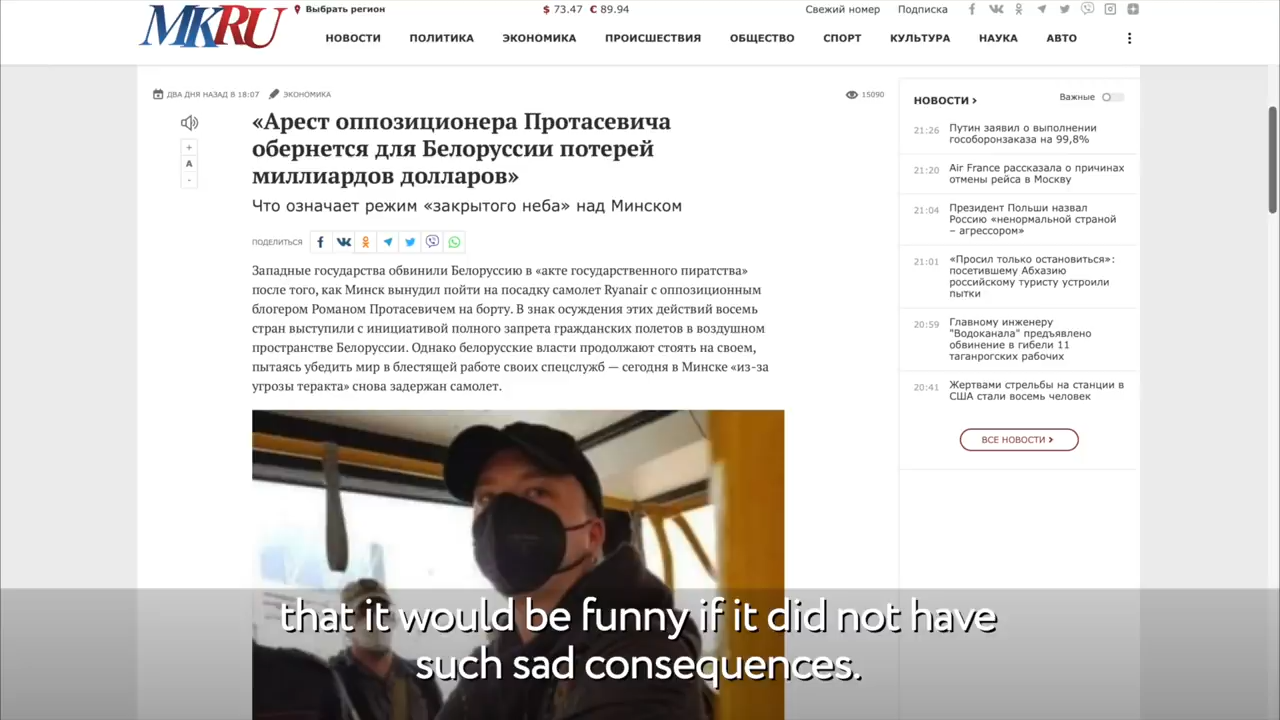 MKRU
Выбрать регион
$ 73.47 € 89.94
Свежий номер Подписка
НОВОСТИ ПОЛИТИКА ЭКОНОМИКА ПРОИСШЕСТВИЯ ОБЩЕСТВО СПОРТ КУЛЬТУРА НАУКА АВТО
ДВА ДНЯ НАЗАД В 18:07 ЭКОНОМИКА
15090
+
A
-
«Арест оппозиционера Протасевича
обернется для Белоруссии потерей
миллиардов долларов»
Что означает режим «закрытого неба» над Минском
ПОДЕЛИТЬСЯ
Западные государства обвинили Белоруссию в «акте государственного пиратства»
после того, как Минск вынудил пойти на посадку самолет Ryanair с оппозиционным
блогером Романом Протасевичем на борту. В знак осуждения этих действий восемь
стран выступили с инициативой полного запрета гражданских полетов в воздушном
пространстве Белоруссии. Однако белорусские власти продолжают стоять на своем,
пытаясь убедить мир в блестящей работе своих спецслужб — сегодня в Минске «из-за
угрозы теракта» снова задержан самолет.
НОВОСТИ
Важные
21:26 Путин заявил о выполнении
гособоронзаказа на 99,8%
21:20 Air France рассказала о причинах
отмены рейса в Москву
21:04 Президент Польши назвал
Россию «ненормальной страной
– агрессором»
21:01 «Просил только остановиться»:
посетившему Абхазию
российскому туристу устроили
пытки
20:59 Главному инженеру
"Водоканала" предъявлено
обвинение в гибели 11
таганрогских рабочих
20:41 Жертвами стрельбы на станции в
США стали восемь человек
ВСЕ НОВОСТИ
that it would be funny if it did not have
such sad consequences.